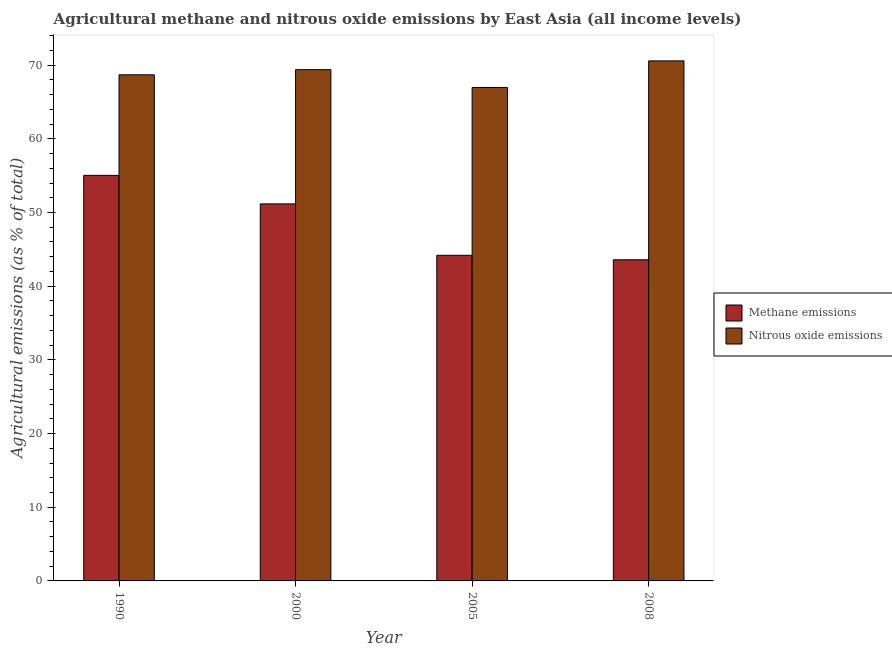 Agricultural methane and nitrous oxide emissions by East Asia (all income levels)
Agricultural emissions (as % of total)
70
60
50
40
30
20
10
0
1990
2000
2005
2008
Year
Methane emissions
Nitrous oxide emissions